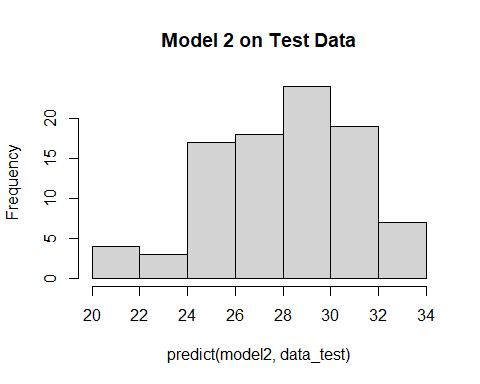 Model 2 on Test Data
Frequency
20
15
10
5
0
20 22 24 26 28 30 32 34
predict(model2, data_test)